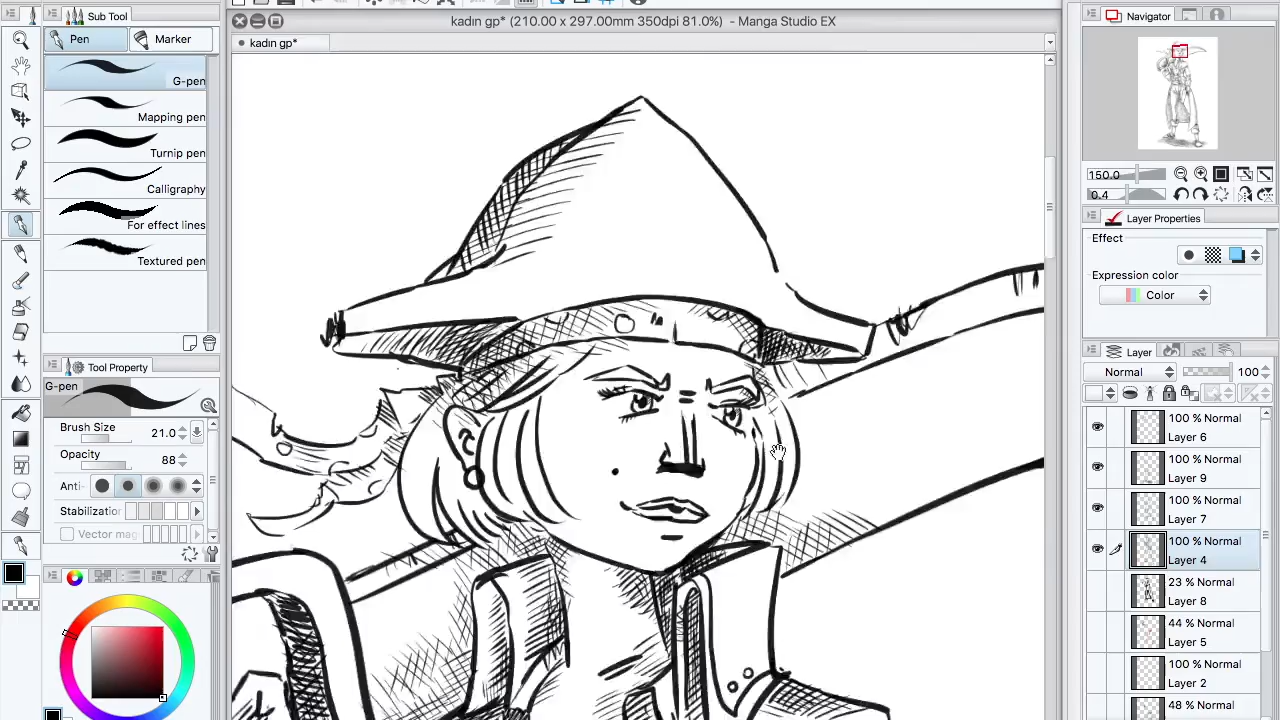 kadın gp* (210.00 x 297.00mm 350dpi 81.0%)  - Manga Studio EX
kadın gp*
Sub Tool
Pen
Marker
G-pen
Mapping pen
Turnip pen
Calligraphy
For effect lines
Textured pen
Tool Property
G-pen
Brush Size
21.0
Opacity
88
Anti-
Stabilization
Vector mag
Navigator
150.0
0.4
Layer Properties
Effect
Expression color
Color
Layer
Normal
100
100 % Normal
Layer 6
100 % Normal
Layer 9
100 % Normal
Layer 7
100 % Normal
Layer 4
23 % Normal
Layer 8
44 % Normal
Layer 5
100 % Normal
Layer 2
48 % Normal